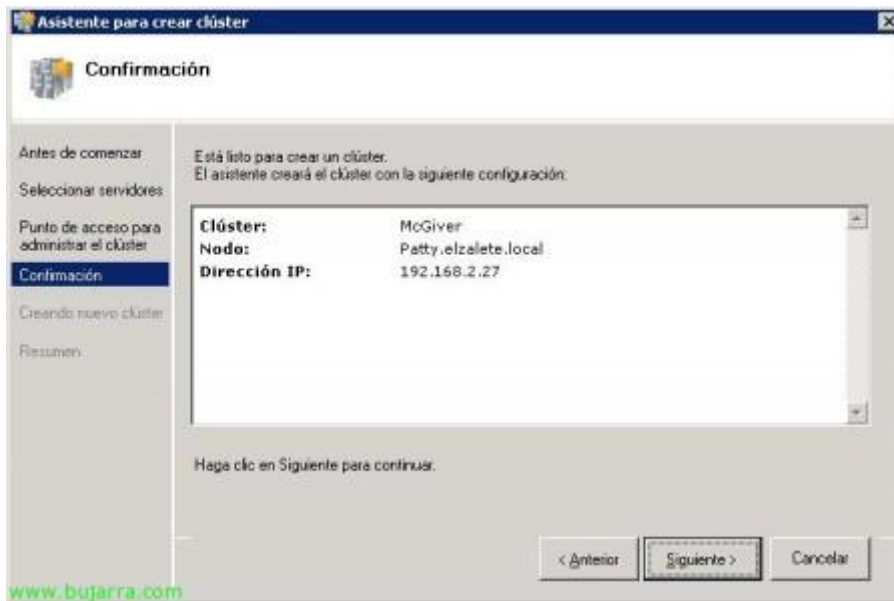 Asistente para crear clúster
Confirmación
Antes de comenzar
Seleccionar servidores
Punto de acceso para
administrar el clúster
Confirmación
Creando nuevo clúster
Resumen
Está listo para crear un clúster.
El asistente creará el clúster con la siguiente configuración:
Clúster: McGiver
Nodo: Patty.elzalete.local
Dirección IP: 192.168.2.27
Haga clic en Siguiente para continuar.
< Anterior
Siguiente >
Cancelar
www.bujarra.com